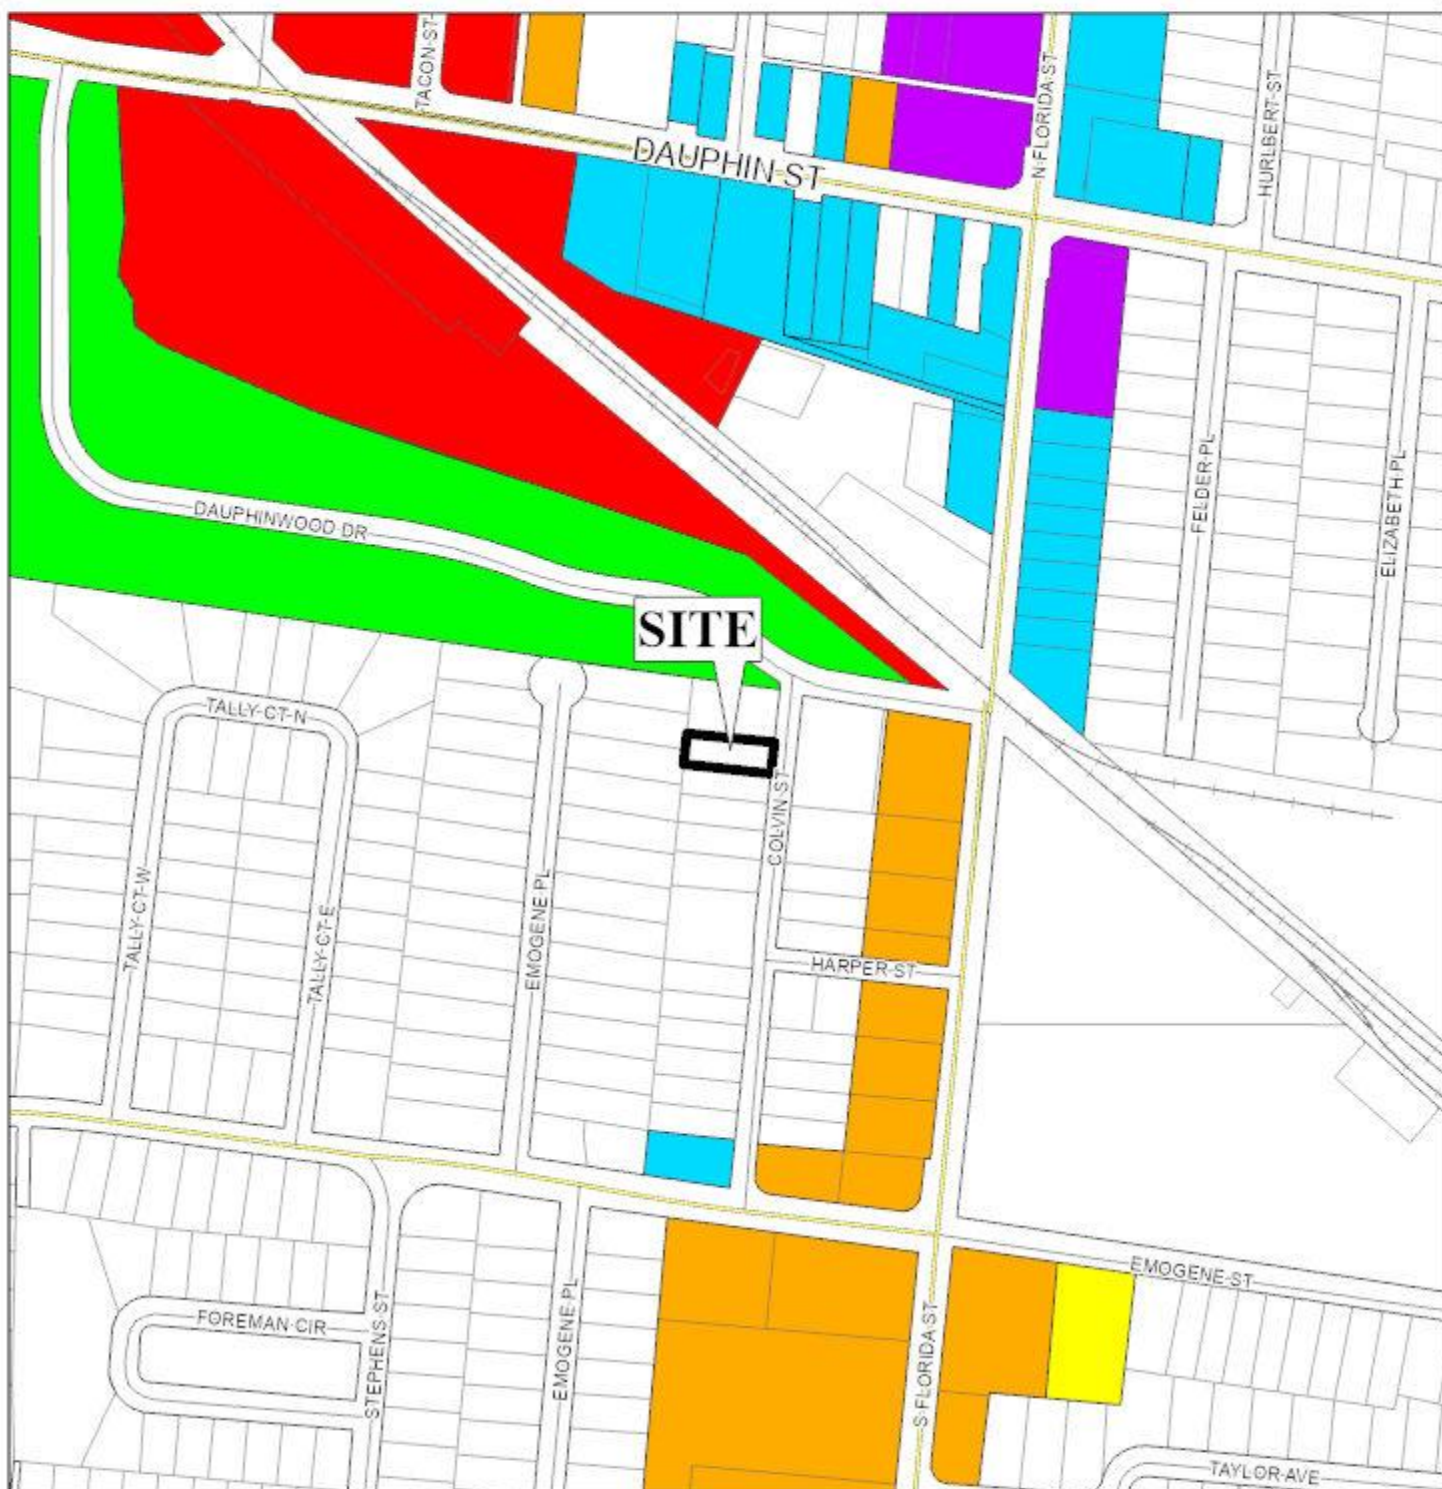 TACON ST
N FLORIDA ST
HURLBERT ST
DAUPHIN ST
FELDER PL
ELIZABETH PL
DAUPHINWOOD DR
SITE
TALLY CT N
COLVIN ST
TALLY CT W
TALLY CT E
EMOGENE PL
HARPER ST
EMOGENE ST
FOREMAN CIR
STEPHENS ST
EMOGENE PL
S FLORIDA ST
TAYLOR AVE